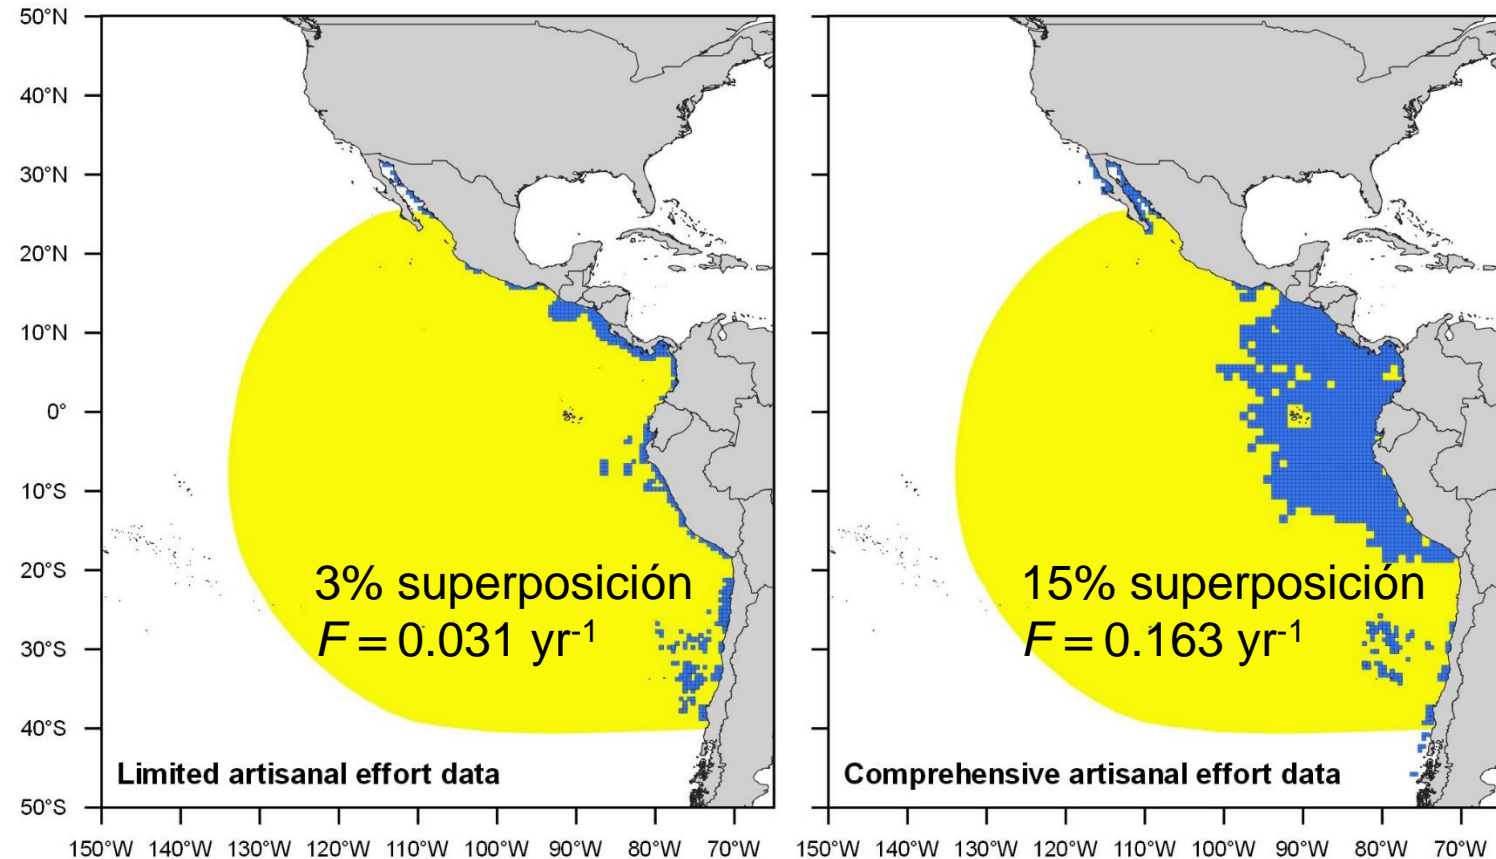 50°N
40°N
30°N
20°N
10°N
0°
10°S
20°S
30°S
40°S
50°S
3% superposición
F = 0.031 yr-1
Limited artisanal effort data
150°W 140°W 130°W 120°W 110°W 100°W 90°W 80°W 70°W
15% superposición
F = 0.163 yr-1
Comprehensive artisanal effort data
150°W 140°W 130°W 120°W 110°W 100°W 90°W 80°W 70°W